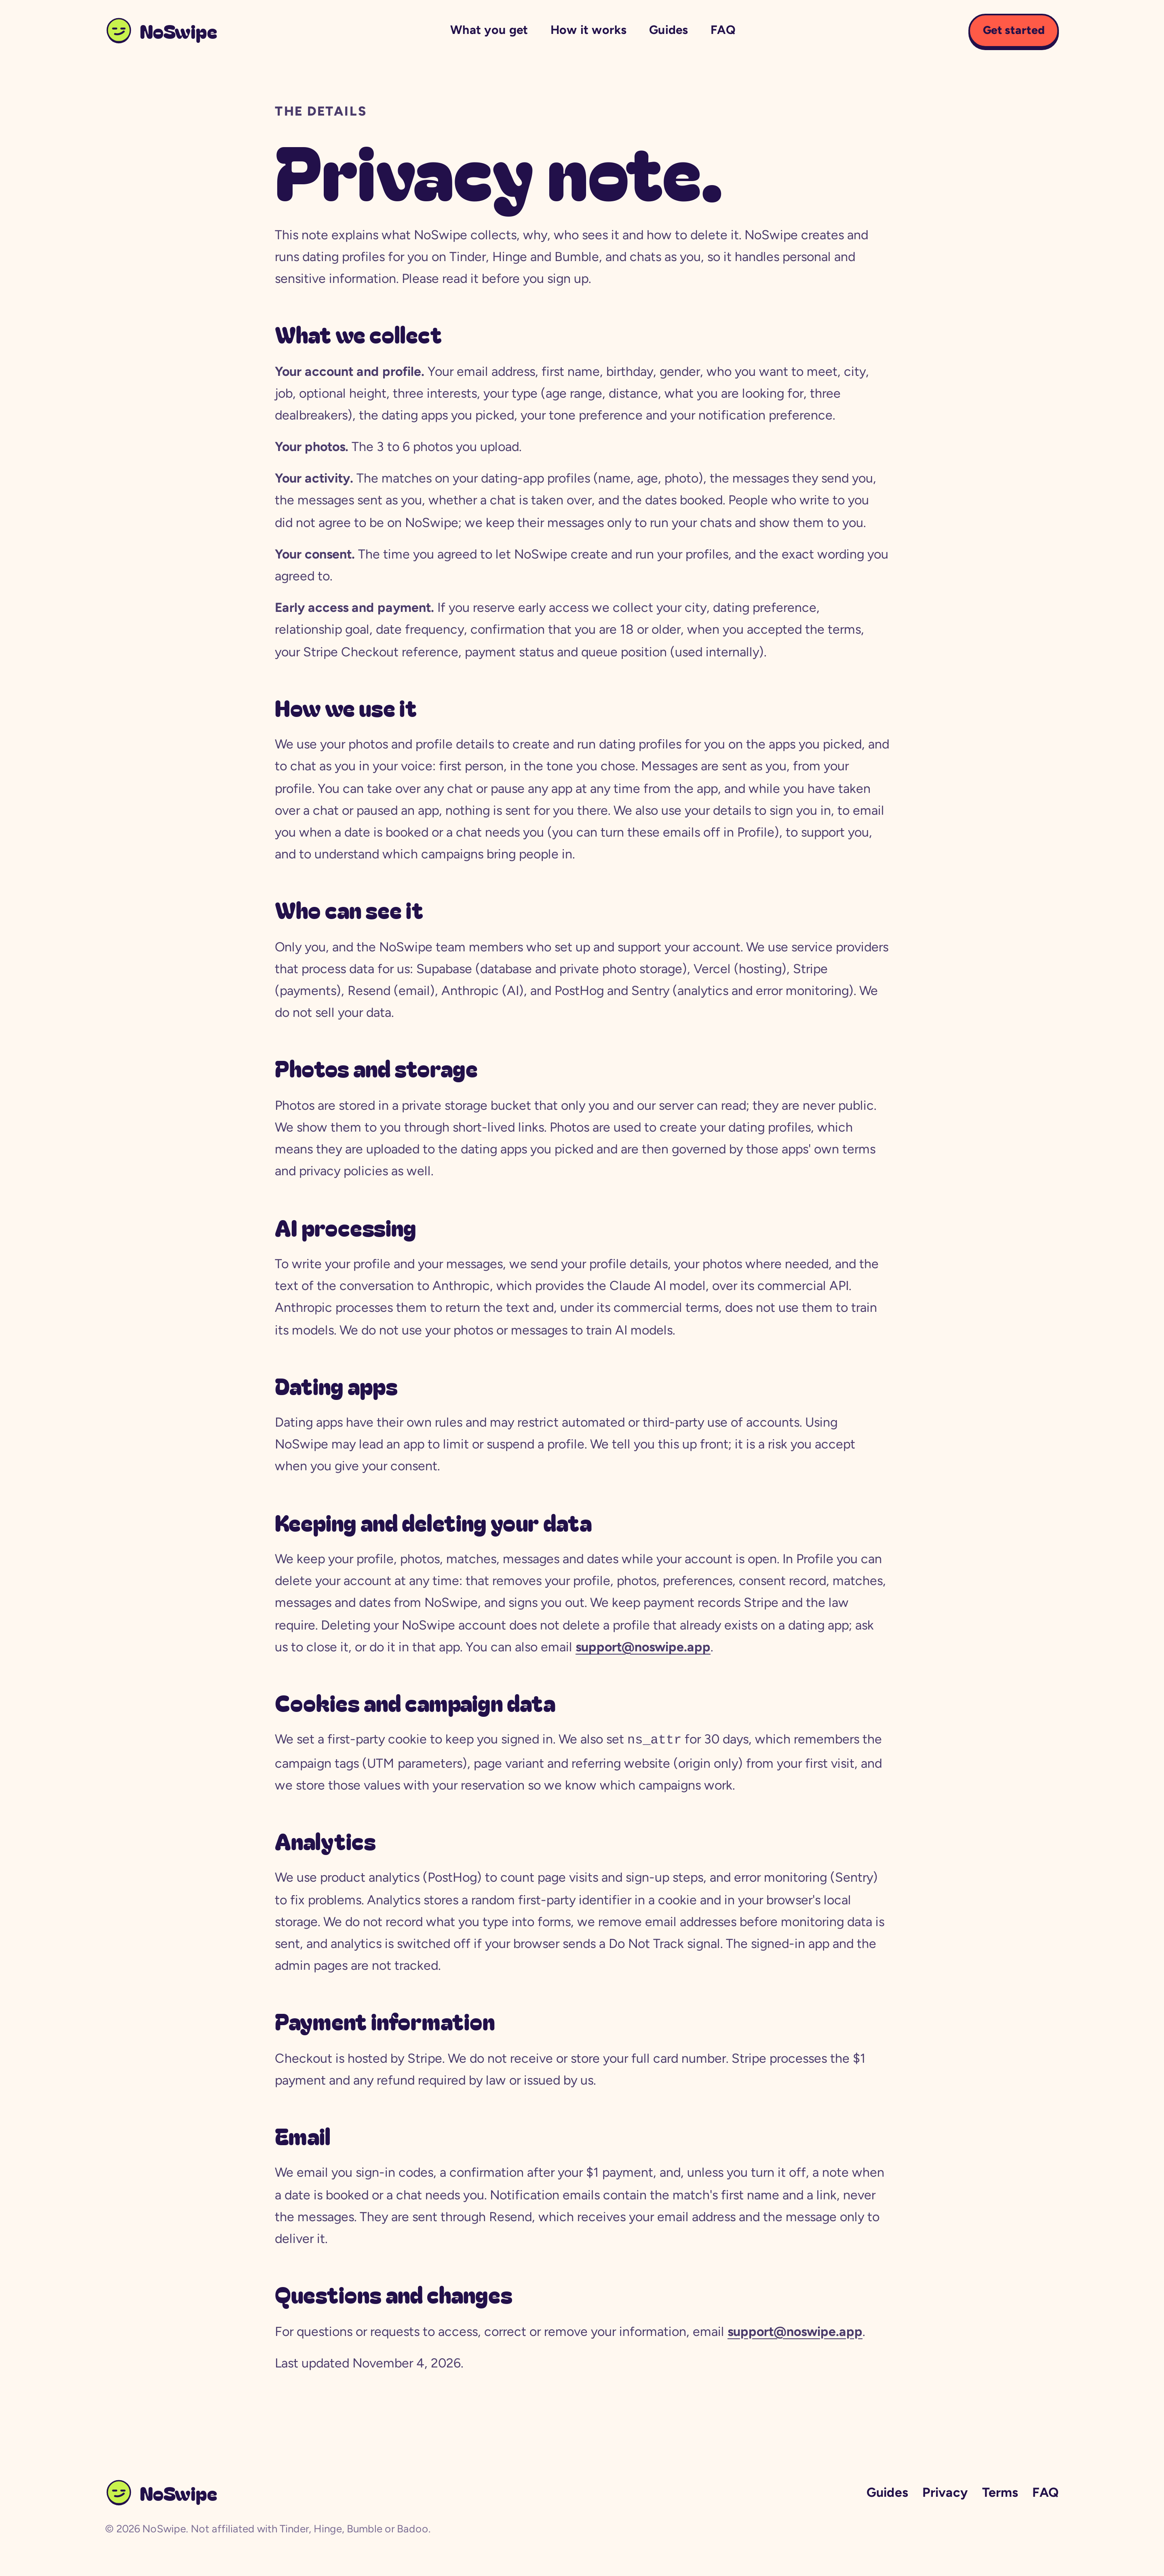 NoSwipe
What you get
How it works
Guides
FAQ
Get started
THE DETAILS
Privacy note.
This note explains what NoSwipe collects, why, who sees it and how to delete it. NoSwipe creates and
runs dating profiles for you on Tinder, Hinge and Bumble, and chats as you, so it handles personal and
sensitive information. Please read it before you sign up.
What we collect
Your account and profile. Your email address, first name, birthday, gender, who you want to meet, city,
job, optional height, three interests, your type (age range, distance, what you are looking for, three
dealbreakers), the dating apps you picked, your tone preference and your notification preference.
Your photos. The 3 to 6 photos you upload.
Your activity. The matches on your dating-app profiles (name, age, photo), the messages they send you,
the messages sent as you, whether a chat is taken over, and the dates booked. People who write to you
did not agree to be on NoSwipe; we keep their messages only to run your chats and show them to you.
Your consent. The time you agreed to let NoSwipe create and run your profiles, and the exact wording you
agreed to.
Early access and payment. If you reserve early access we collect your city, dating preference,
relationship goal, date frequency, confirmation that you are 18 or older, when you accepted the terms,
your Stripe Checkout reference, payment status and queue position (used internally).
How we use it
We use your photos and profile details to create and run dating profiles for you on the apps you picked, and
to chat as you in your voice: first person, in the tone you chose. Messages are sent as you, from your
profile. You can take over any chat or pause any app at any time from the app, and while you have taken
over a chat or paused an app, nothing is sent for you there. We also use your details to sign you in, to email
you when a date is booked or a chat needs you (you can turn these emails off in Profile), to support you,
and to understand which campaigns bring people in.
Who can see it
Only you, and the NoSwipe team members who set up and support your account. We use service providers
that process data for us: Supabase (database and private photo storage), Vercel (hosting), Stripe
(payments), Resend (email), Anthropic (AI), and PostHog and Sentry (analytics and error monitoring). We
do not sell your data.
Photos and storage
Photos are stored in a private storage bucket that only you and our server can read; they are never public.
We show them to you through short-lived links. Photos are used to create your dating profiles, which
means they are uploaded to the dating apps you picked and are then governed by those apps' own terms
and privacy policies as well.
AI processing
To write your profile and your messages, we send your profile details, your photos where needed, and the
text of the conversation to Anthropic, which provides the Claude AI model, over its commercial API.
Anthropic processes them to return the text and, under its commercial terms, does not use them to train
its models. We do not use your photos or messages to train AI models.
Dating apps
Dating apps have their own rules and may restrict automated or third-party use of accounts. Using
NoSwipe may lead an app to limit or suspend a profile. We tell you this up front; it is a risk you accept
when you give your consent.
Keeping and deleting your data
We keep your profile, photos, matches, messages and dates while your account is open. In Profile you can
delete your account at any time: that removes your profile, photos, preferences, consent record, matches,
messages and dates from NoSwipe, and signs you out. We keep payment records Stripe and the law
require. Deleting your NoSwipe account does not delete a profile that already exists on a dating app; ask
us to close it, or do it in that app. You can also email support@noswipe.app.
Cookies and campaign data
We set a first-party cookie to keep you signed in. We also set ns_attr for 30 days, which remembers the
campaign tags (UTM parameters), page variant and referring website (origin only) from your first visit, and
we store those values with your reservation so we know which campaigns work.
Analytics
We use product analytics (PostHog) to count page visits and sign-up steps, and error monitoring (Sentry)
to fix problems. Analytics stores a random first-party identifier in a cookie and in your browser's local
storage. We do not record what you type into forms, we remove email addresses before monitoring data is
sent, and analytics is switched off if your browser sends a Do Not Track signal. The signed-in app and the
admin pages are not tracked.
Payment information
Checkout is hosted by Stripe. We do not receive or store your full card number. Stripe processes the $1
payment and any refund required by law or issued by us.
Email
We email you sign-in codes, a confirmation after your $1 payment, and, unless you turn it off, a note when
a date is booked or a chat needs you. Notification emails contain the match's first name and a link, never
the messages. They are sent through Resend, which receives your email address and the message only to
deliver it.
Questions and changes
For questions or requests to access, correct or remove your information, email support@noswipe.app.
Last updated November 4, 2026.
NoSwipe
Guides
Privacy
Terms
FAQ
© 2026 NoSwipe. Not affiliated with Tinder, Hinge, Bumble or Badoo.